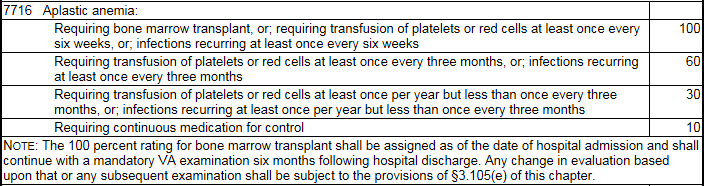 7716 Aplastic anemia:
Requiring bone marrow transplant, or; requiring transfusion of platelets or red cells at least once every 100
six weeks, or; infections recurring at least once every six weeks
Requiring transfusion of platelets or red cells at least once every three months, or; infections recurring 60
at least once every three months
Requiring transfusion of platelets or red cells at least once per year but less than once every three 30
months, or; infections recurring at least once per year but less than once every three months
Requiring continuous medication for control 10
NOTE: The 100 percent rating for bone marrow transplant shall be assigned as of the date of hospital admission and shall
continue with a mandatory VA examination six months following hospital discharge. Any change in evaluation based
upon that or any subsequent examination shall be subject to the provisions of §3.105(e) of this chapter.